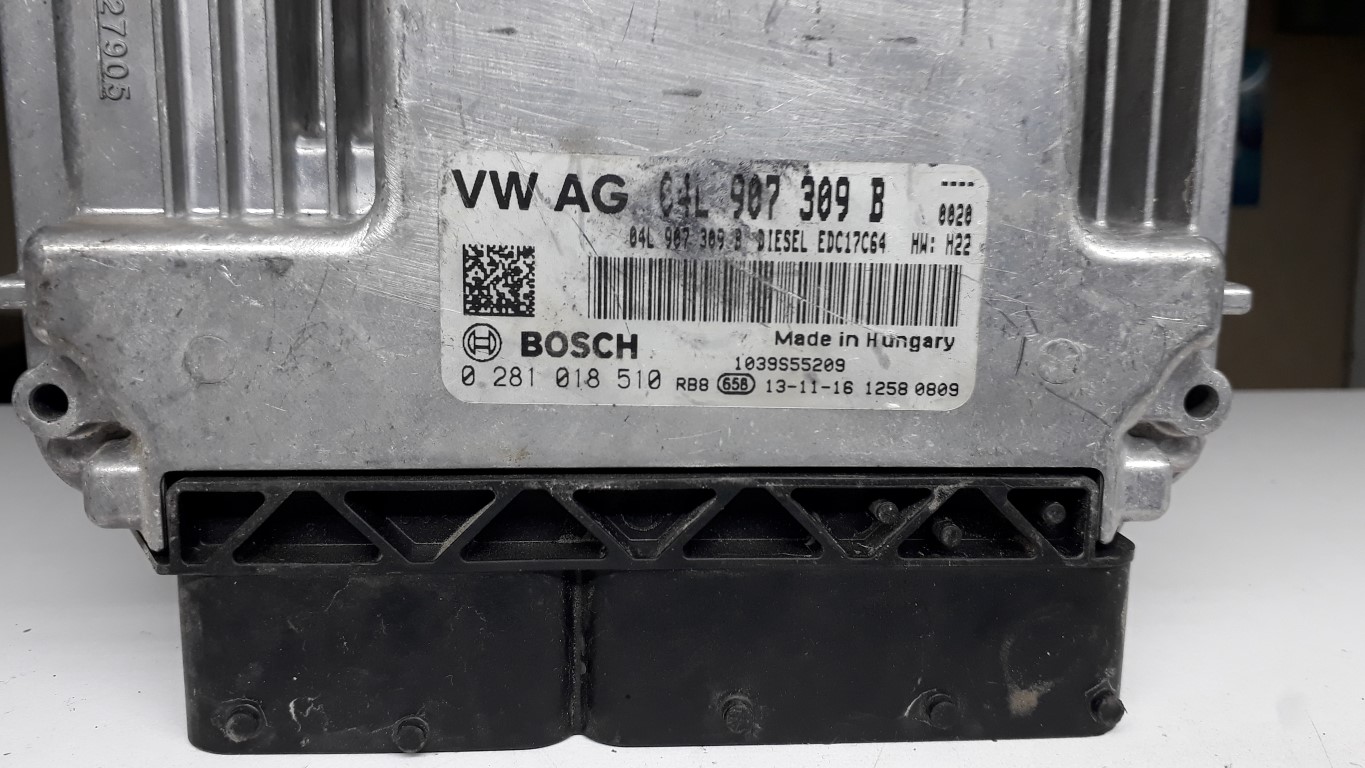 27905
VW AG 04L 907 309 B ----
0020
04L 907 309 B DIESEL EDC17C64 HW: H22
BOSCH Made in Hungary
1039S55209
0 281 018 510 RB8 658 13-11-16 1258 0809